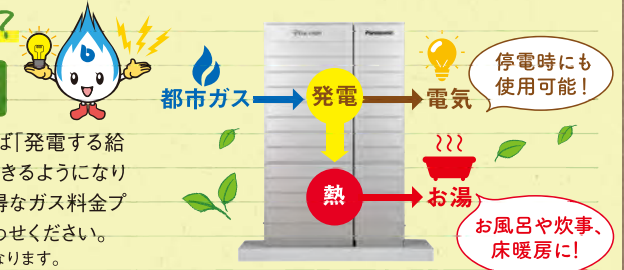 ?
b
Panasonic
都市ガス
発電
電気
停電時にも
使用可能！
熱
お湯
お風呂や炊事、
床暖房に！
ば「発電する給
きるようになり
得なガス料金プ
わせください。
なります。